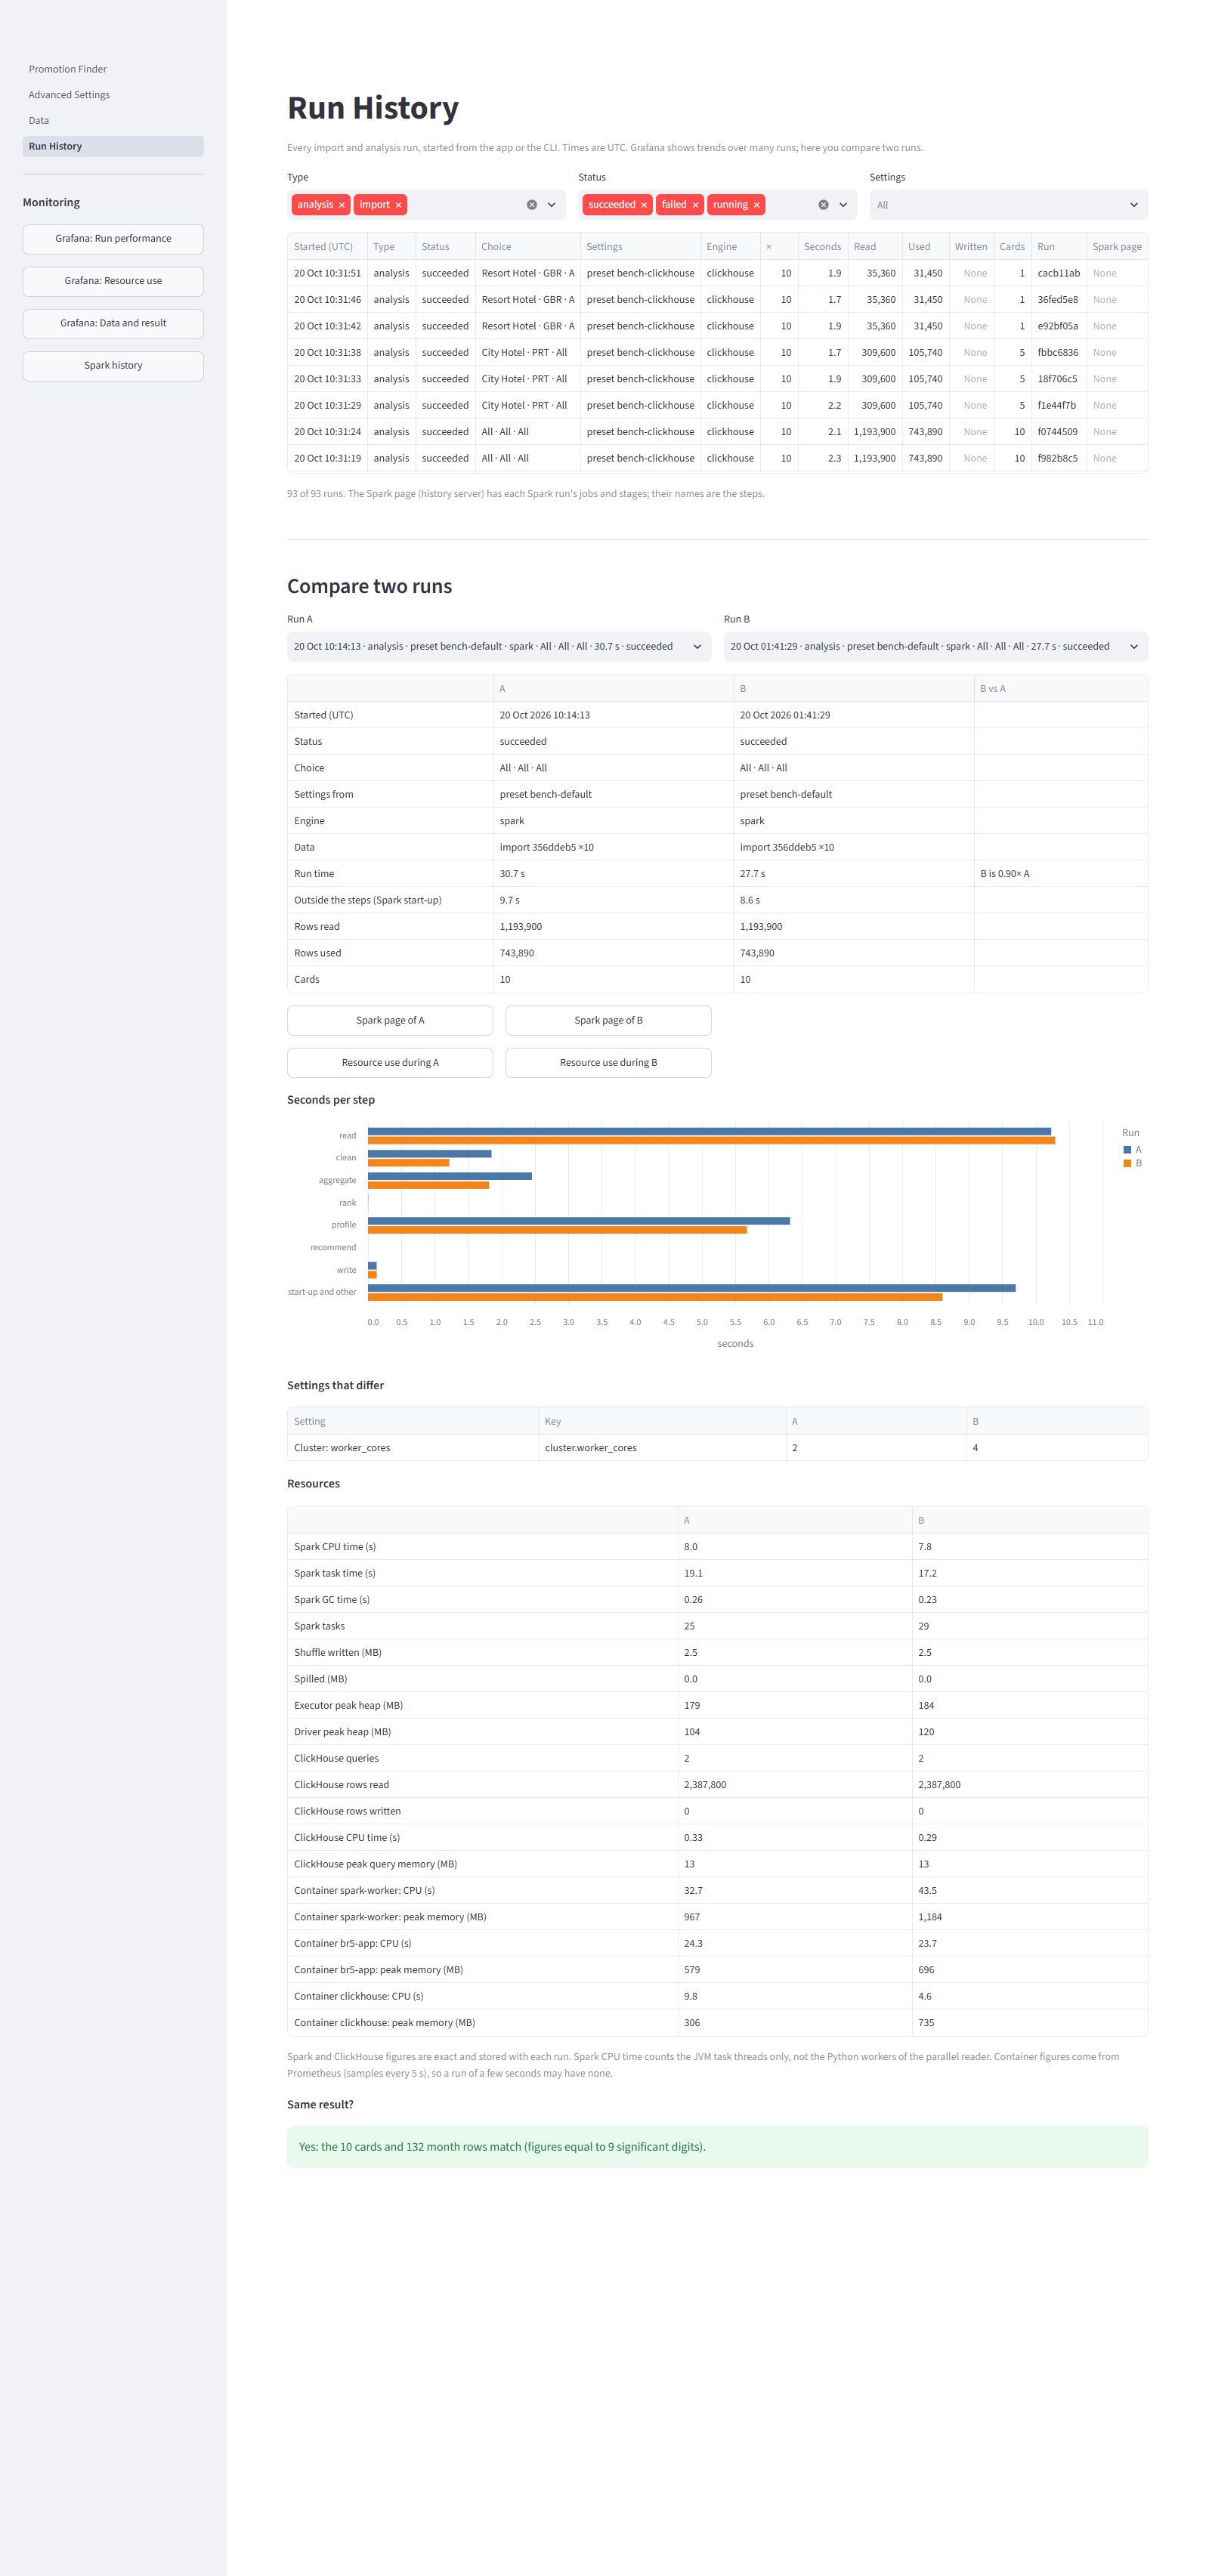 Promotion Finder
Advanced Settings
Data
Run History
Monitoring
Grafana: Run performance
Grafana: Resource use
Grafana: Data and result
Spark history
Run History
Every import and analysis run, started from the app or the CLI. Times are UTC. Grafana shows trends over many runs; here you compare two runs.
Type Status Settings
analysis × import × succeeded × failed × running × All
Started (UTC) Type Status Choice Settings Engine × Seconds Read Used Written Cards Run Spark page
20 Oct 10:31:51 analysis succeeded Resort Hotel · GBR · A preset bench-clickhouse clickhouse 10 1.9 35,360 31,450 None 1 cacb11ab None
20 Oct 10:31:46 analysis succeeded Resort Hotel · GBR · A preset bench-clickhouse clickhouse 10 1.7 35,360 31,450 None 1 36fed5e8 None
20 Oct 10:31:42 analysis succeeded Resort Hotel · GBR · A preset bench-clickhouse clickhouse 10 1.9 35,360 31,450 None 1 e92bf05a None
20 Oct 10:31:38 analysis succeeded City Hotel · PRT · All preset bench-clickhouse clickhouse 10 1.7 309,600 105,740 None 5 fbbc6836 None
20 Oct 10:31:33 analysis succeeded City Hotel · PRT · All preset bench-clickhouse clickhouse 10 1.9 309,600 105,740 None 5 18f706c5 None
20 Oct 10:31:29 analysis succeeded City Hotel · PRT · All preset bench-clickhouse clickhouse 10 2.2 309,600 105,740 None 5 f1e44f7b None
20 Oct 10:31:24 analysis succeeded All · All · All preset bench-clickhouse clickhouse 10 2.1 1,193,900 743,890 None 10 f0744509 None
20 Oct 10:31:19 analysis succeeded All · All · All preset bench-clickhouse clickhouse 10 2.3 1,193,900 743,890 None 10 f982b8c5 None
93 of 93 runs. The Spark page (history server) has each Spark run's jobs and stages; their names are the steps.
Compare two runs
Run A Run B
20 Oct 10:14:13 · analysis · preset bench-default · spark · All · All · All · 30.7 s · succeeded 20 Oct 01:41:29 · analysis · preset bench-default · spark · All · All · All · 27.7 s · succeeded
A B B vs A
Started (UTC) 20 Oct 2026 10:14:13 20 Oct 2026 01:41:29
Status succeeded succeeded
Choice All · All · All All · All · All
Settings from preset bench-default preset bench-default
Engine spark spark
Data import 356ddeb5 ×10 import 356ddeb5 ×10
Run time 30.7 s 27.7 s B is 0.90× A
Outside the steps (Spark start-up) 9.7 s 8.6 s
Rows read 1,193,900 1,193,900
Rows used 743,890 743,890
Cards 10 10
Spark page of A Spark page of B
Resource use during A Resource use during B
Seconds per step
Run
A
B
read
clean
aggregate
rank
profile
recommend
write
start-up and other
0.0 0.5 1.0 1.5 2.0 2.5 3.0 3.5 4.0 4.5 5.0 5.5 6.0 6.5 7.0 7.5 8.0 8.5 9.0 9.5 10.0 10.5 11.0
seconds
Settings that differ
Setting Key A B
Cluster: worker_cores cluster.worker_cores 2 4
Resources
A B
Spark CPU time (s) 8.0 7.8
Spark task time (s) 19.1 17.2
Spark GC time (s) 0.26 0.23
Spark tasks 25 29
Shuffle written (MB) 2.5 2.5
Spilled (MB) 0.0 0.0
Executor peak heap (MB) 179 184
Driver peak heap (MB) 104 120
ClickHouse queries 2 2
ClickHouse rows read 2,387,800 2,387,800
ClickHouse rows written 0 0
ClickHouse CPU time (s) 0.33 0.29
ClickHouse peak query memory (MB) 13 13
Container spark-worker: CPU (s) 32.7 43.5
Container spark-worker: peak memory (MB) 967 1,184
Container br5-app: CPU (s) 24.3 23.7
Container br5-app: peak memory (MB) 579 696
Container clickhouse: CPU (s) 9.8 4.6
Container clickhouse: peak memory (MB) 306 735
Spark and ClickHouse figures are exact and stored with each run. Spark CPU time counts the JVM task threads only, not the Python workers of the parallel reader. Container figures come from
Prometheus (samples every 5 s), so a run of a few seconds may have none.
Same result?
Yes: the 10 cards and 132 month rows match (figures equal to 9 significant digits).